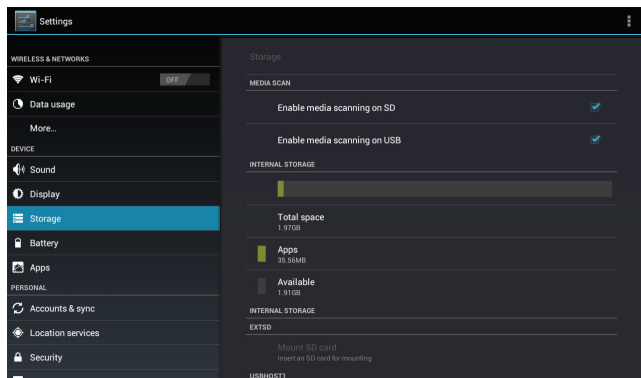 Settings
WIRELESS & NETWORKS
Wi-Fi
OFF
Data usage
More...
DEVICE
Sound
Display
Storage
Battery
Apps
PERSONAL
Accounts & sync
Location services
Security
Storage
MEDIA SCAN
Enable media scanning on SD
Enable media scanning on USB
INTERNAL STORAGE
Total space
1.97GB
Apps
35.56MB
Available
1.91GB
INTERNAL STORAGE
EXTSD
Mount SD card
Insert an SD card for mounting
USBHOST1